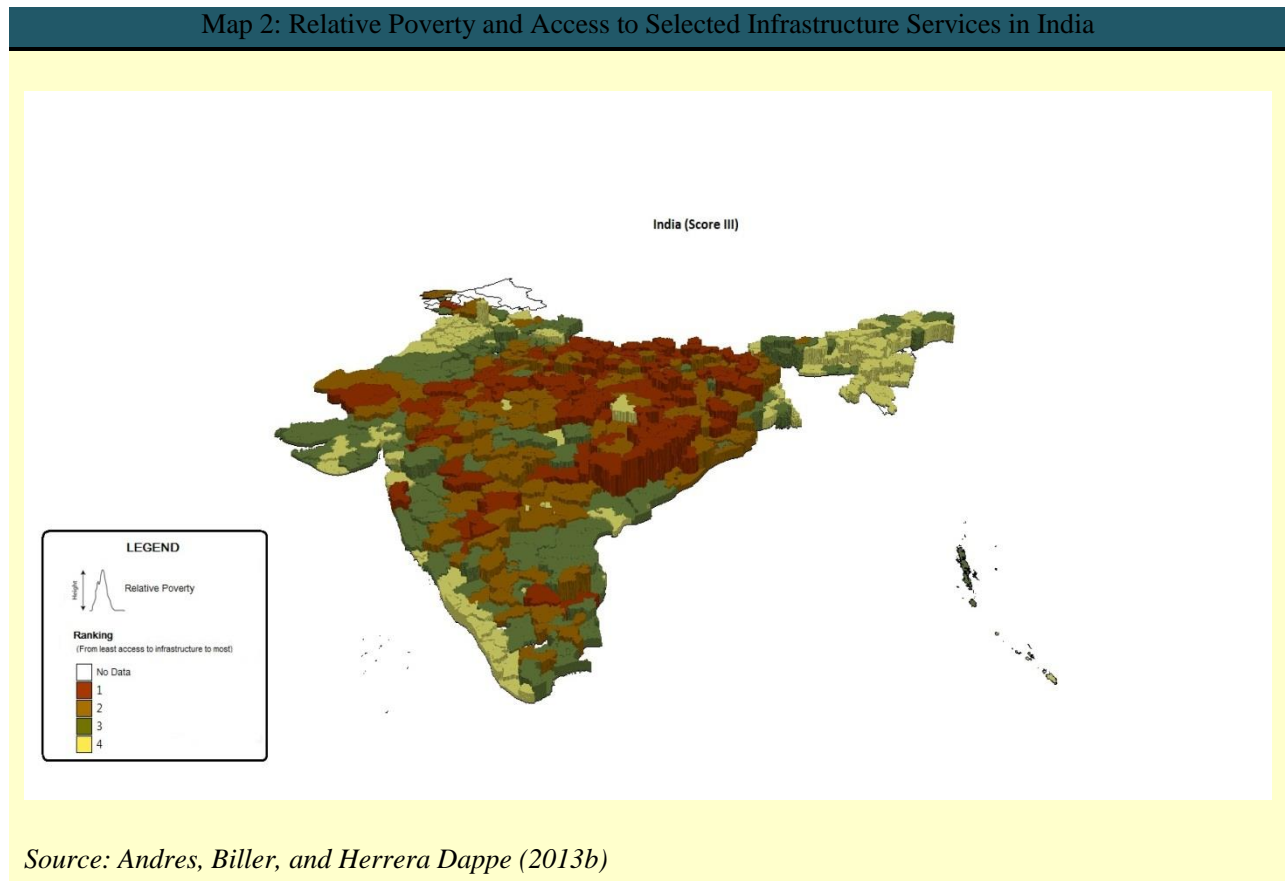 Map 2: Relative Poverty and Access to Selected Infrastructure Services in India
India (Score III)
LEGEND
Height
Relative Poverty
Ranking
(From least access to infrastructure to most)
No Data
1
2
3
4
Source: Andres, Biller, and Herrera Dappe (2013b)